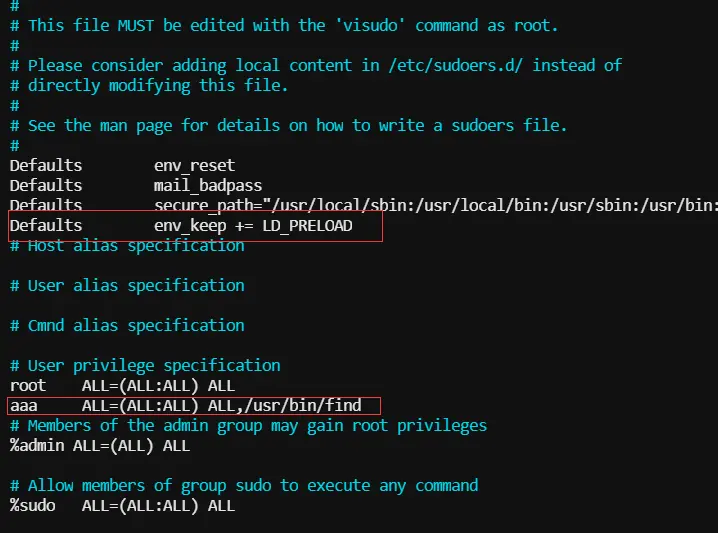 #
# This file MUST be edited with the 'visudo' command as root.
#
# Please consider adding local content in /etc/sudoers.d/ instead of
# directly modifying this file.
#
# See the man page for details on how to write a sudoers file.
#
Defaults        env_reset
Defaults        mail_badpass
Defaults        secure_path="/usr/local/sbin:/usr/local/bin:/usr/sbin:/usr/bin:
Defaults        env_keep += LD_PRELOAD
# Host alias specification
# User alias specification
# Cmnd alias specification
# User privilege specification
root    ALL=(ALL:ALL) ALL
aaa     ALL=(ALL:ALL) ALL,/usr/bin/find
# Members of the admin group may gain root privileges
%admin ALL=(ALL) ALL
# Allow members of group sudo to execute any command
%sudo   ALL=(ALL:ALL) ALL